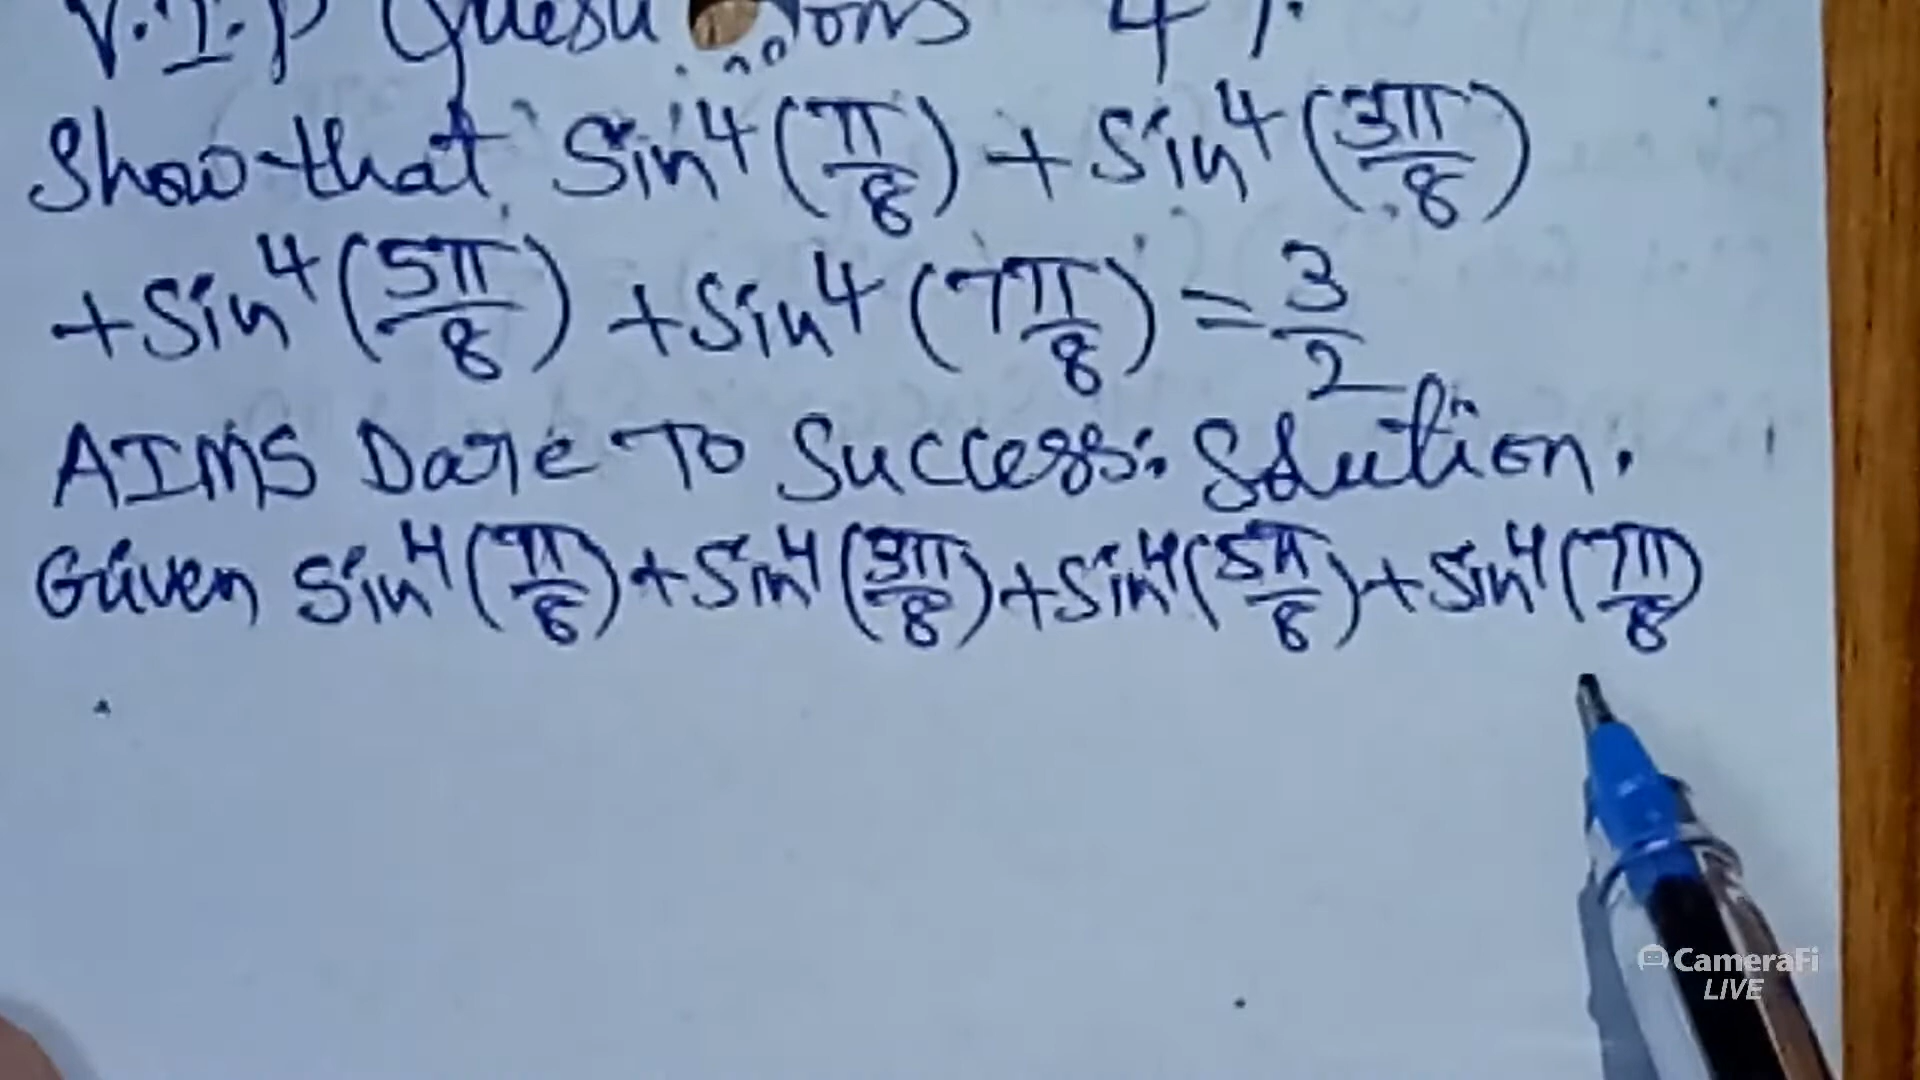 V.I.P Questions 4).
Show that Sin⁴(π/8) + Sin⁴(3π/8)
+ Sin⁴(5π/8) + Sin⁴(7π/8) = 3/2
AIMS Dare To Success. Solution.
Given Sin⁴(π/8) + Sin⁴(3π/8) + Sin⁴(5π/8) + Sin⁴(7π/8)
CameraFi
LIVE